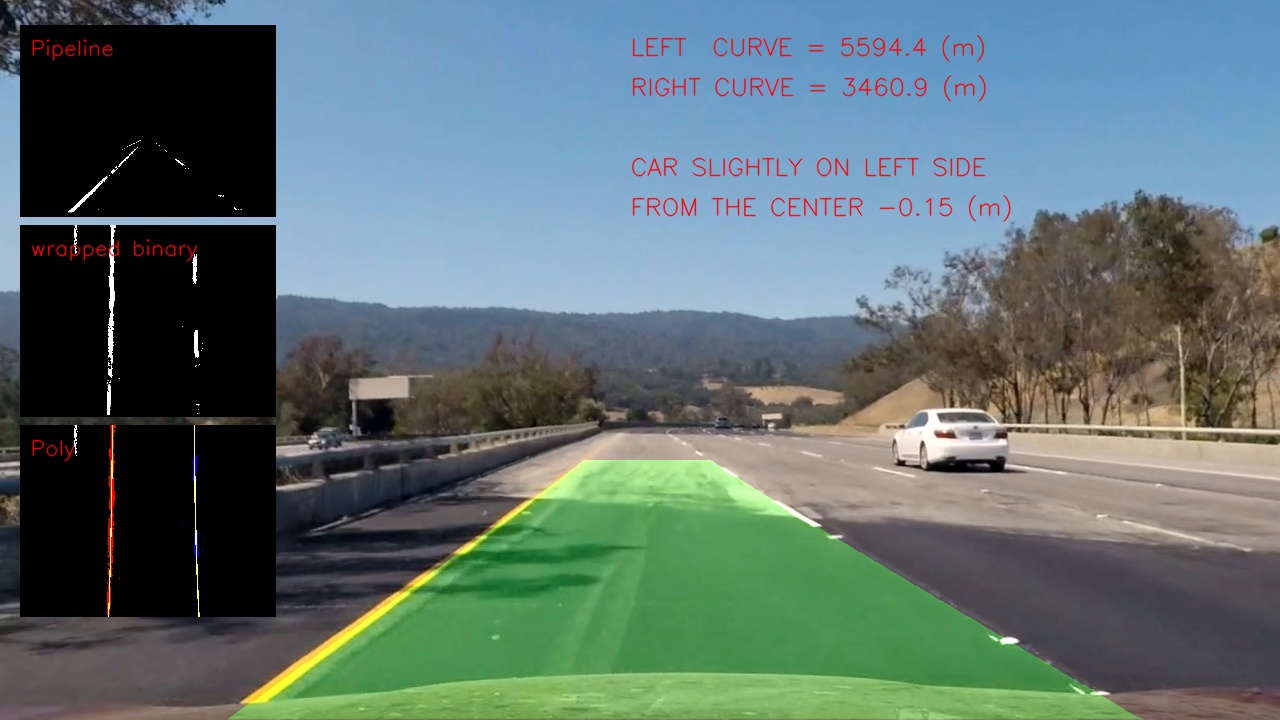 Pipeline
wrapped binary
Poly
LEFT CURVE = 5594.4 (m)
RIGHT CURVE = 3460.9 (m)
CAR SLIGHTLY ON LEFT SIDE
FROM THE CENTER -0.15 (m)